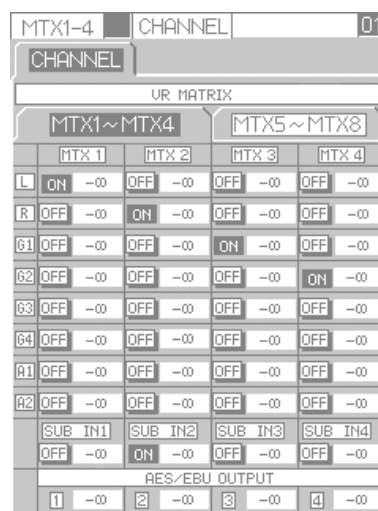 MTX1-4 CHANNEL 01
CHANNEL
VR MATRIX
MTX1~MTX4 MTX5~MTX8
MTX 1 MTX 2 MTX 3 MTX 4
L ON -∞ OFF -∞ OFF -∞ OFF -∞
R OFF -∞ ON -∞ OFF -∞ OFF -∞
G1 OFF -∞ OFF -∞ ON -∞ OFF -∞
G2 OFF -∞ OFF -∞ OFF -∞ ON -∞
G3 OFF -∞ OFF -∞ OFF -∞ OFF -∞
G4 OFF -∞ OFF -∞ OFF -∞ OFF -∞
A1 OFF -∞ OFF -∞ OFF -∞ OFF -∞
A2 OFF -∞ OFF -∞ OFF -∞ OFF -∞
SUB IN1 SUB IN2 SUB IN3 SUB IN4
OFF -∞ ON -∞ OFF -∞ OFF -∞
AES/EBU OUTPUT
1 -∞ 2 -∞ 3 -∞ 4 -∞